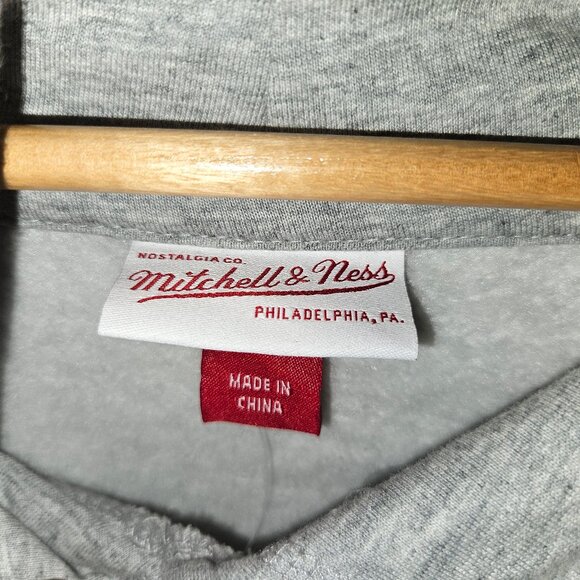 NOSTALGIA CO.
Mitchell & Ness
PHILADELPHIA, PA.
MADE IN
CHINA